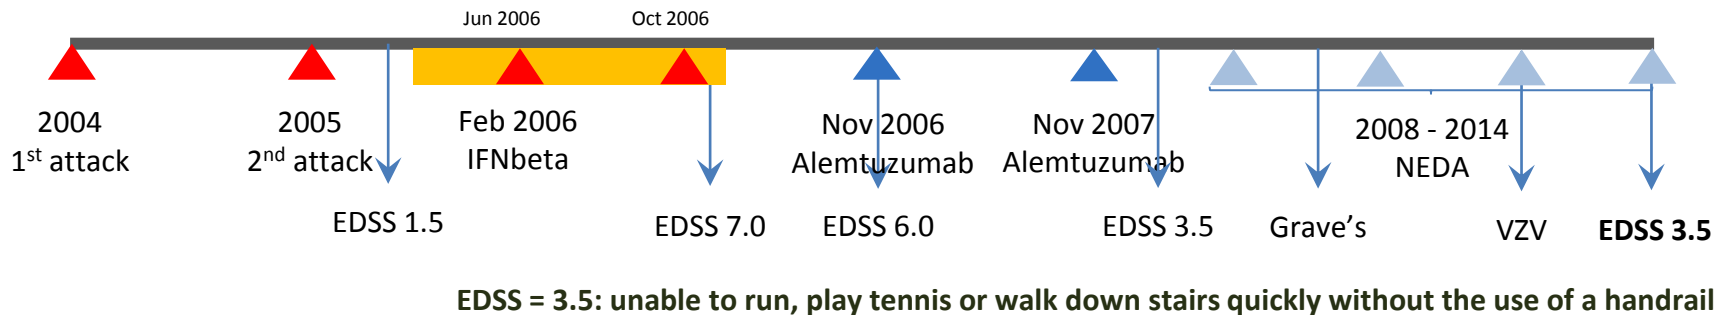 Jun 2006
Oct 2006
2004
1st attack
2005
2nd attack
Feb 2006
IFNbeta
Nov 2006
Alemtuzumab
Nov 2007
Alemtuzumab
2008 - 2014
NEDA
EDSS 1.5
EDSS 7.0
EDSS 6.0
EDSS 3.5
Grave’s
VZV
EDSS 3.5
EDSS = 3.5: unable to run, play tennis or walk down stairs quickly without the use of a handrail